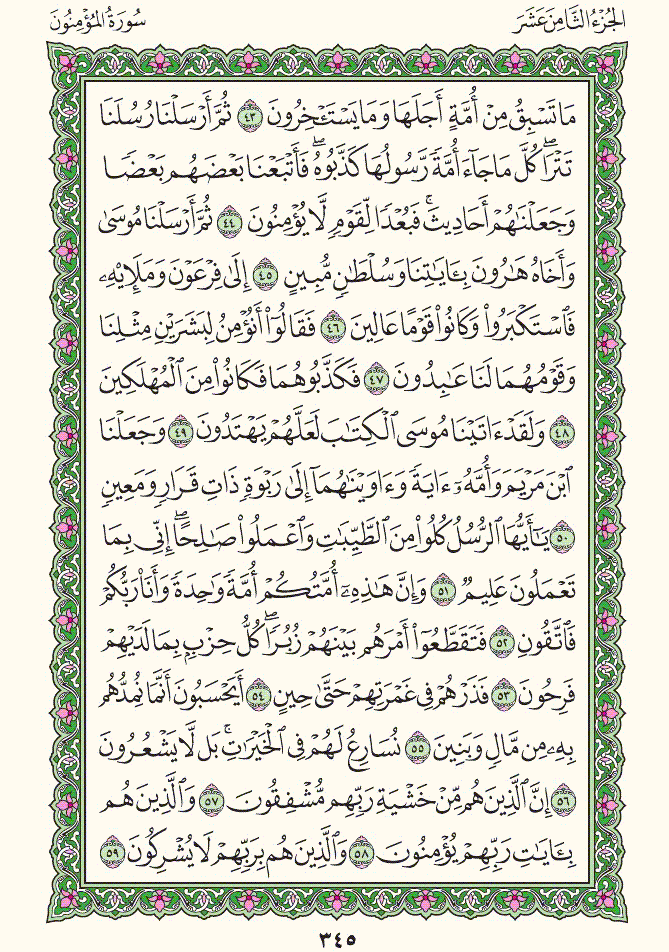 الجُزْءُ الثَّامِنَ عَشَرَ
سُورَةُ المُؤْمِنُونَ
مَا تَسْبِقُ مِنْ أُمَّةٍ أَجَلَهَا وَمَا يَسْتَـْٔخِرُونَ ٤٣ ثُمَّ أَرْسَلْنَا رُسُلَنَا
تَتْرَا ۖ كُلَّ مَا جَآءَ أُمَّةً رَّسُولُهَا كَذَّبُوهُ ۚ فَأَتْبَعْنَا بَعْضَهُم بَعْضًا
وَجَعَلْنَٰهُمْ أَحَادِيثَ ۚ فَبُعْدًا لِّقَوْمٍ لَّا يُؤْمِنُونَ ٤٤ ثُمَّ أَرْسَلْنَا مُوسَىٰ
وَأَخَاهُ هَٰرُونَ بِـَٔايَٰتِنَا وَسُلْطَٰنٍ مُّبِينٍ ٤٥ إِلَىٰ فِرْعَوْنَ وَمَلَإِي۟هِۦ
فَٱسْتَكْبَرُوا۟ وَكَانُوا۟ قَوْمًا عَالِينَ ٤٦ فَقَالُوٓا۟ أَنُؤْمِنُ لِبَشَرَيْنِ مِثْلِنَا
وَقَوْمُهُمَا لَنَا عَٰبِدُونَ ٤٧ فَكَذَّبُوهُمَا فَكَانُوا۟ مِنَ ٱلْمُهْلَكِينَ
٤٨ وَلَقَدْ ءَاتَيْنَا مُوسَى ٱلْكِتَٰبَ لَعَلَّهُمْ يَهْتَدُونَ ٤٩ وَجَعَلْنَا
ٱبْنَ مَرْيَمَ وَأُمَّهُۥٓ ءَايَةً وَءَاوَيْنَٰهُمَآ إِلَىٰ رَبْوَةٍ ذَاتِ قَرَارٍ وَمَعِينٍ
٥٠ يَٰٓأَيُّهَا ٱلرُّسُلُ كُلُوا۟ مِنَ ٱلطَّيِّبَٰتِ وَٱعْمَلُوا۟ صَٰلِحًا ۖ إِنِّى بِمَا
تَعْمَلُونَ عَلِيمٌ ٥١ وَإِنَّ هَٰذِهِۦٓ أُمَّتُكُمْ أُمَّةً وَٰحِدَةً وَأَنَا۠ رَبُّكُمْ
فَٱتَّقُونِ ٥٢ فَتَقَطَّعُوٓا۟ أَمْرَهُم بَيْنَهُمْ زُبُرًا ۖ كُلُّ حِزْبٍۭ بِمَا لَدَيْهِمْ
فَرِحُونَ ٥٣ فَذَرْهُمْ فِى غَمْرَتِهِمْ حَتَّىٰ حِينٍ ٥٤ أَيَحْسَبُونَ أَنَّمَا نُمِدُّهُم
بِهِۦ مِن مَّالٍ وَبَنِينَ ٥٥ نُسَارِعُ لَهُمْ فِى ٱلْخَيْرَٰتِ ۚ بَل لَّا يَشْعُرُونَ
٥٦ إِنَّ ٱلَّذِينَ هُم مِّنْ خَشْيَةِ رَبِّهِم مُّشْفِقُونَ ٥٧ وَٱلَّذِينَ هُم
بِـَٔايَٰتِ رَبِّهِمْ يُؤْمِنُونَ ٥٨ وَٱلَّذِينَ هُم بِرَبِّهِمْ لَا يُشْرِكُونَ ٥٩
٣٤٥